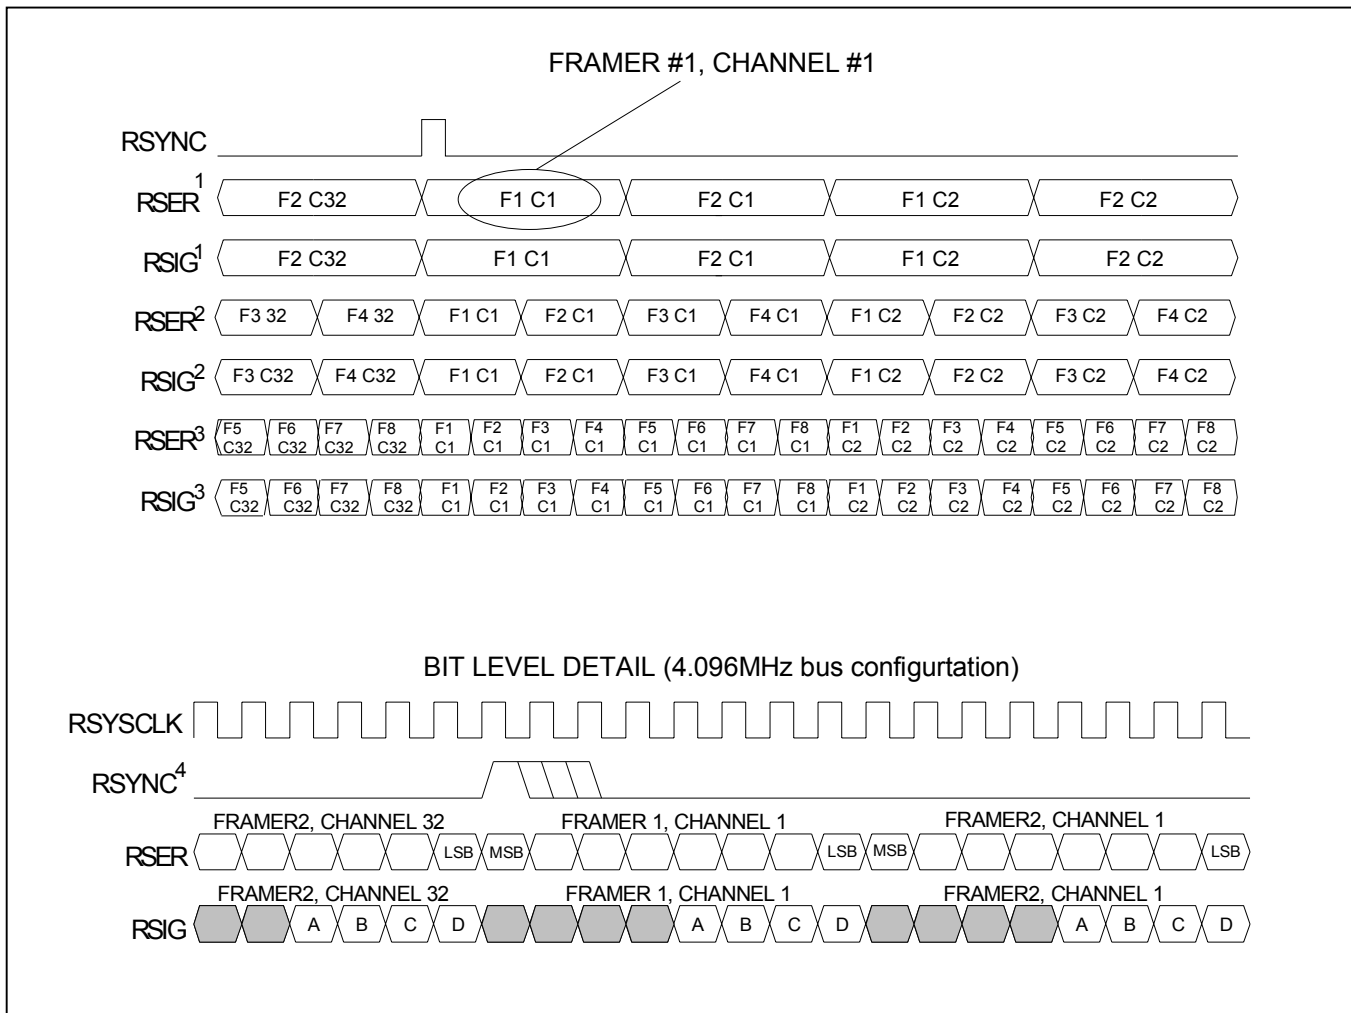 FRAMER #1, CHANNEL #1
RSYNC
RSER1 F2 C32 F1 C1 F2 C1 F1 C2 F2 C2
RSIG1 F2 C32 F1 C1 F2 C1 F1 C2 F2 C2
RSER2 F3 32 F4 32 F1 C1 F2 C1 F3 C1 F4 C1 F1 C2 F2 C2 F3 C2 F4 C2
RSIG2 F3 C32 F4 C32 F1 C1 F2 C1 F3 C1 F4 C1 F1 C2 F2 C2 F3 C2 F4 C2
RSER3 F5 C32 F6 C32 F7 C32 F8 C32 F1 C1 F2 C1 F3 C1 F4 C1 F5 C1 F6 C1 F7 C1 F8 C1 F1 C2 F2 C2 F3 C2 F4 C2 F5 C2 F6 C2 F7 C2 F8 C2
RSIG3 F5 C32 F6 C32 F7 C32 F8 C32 F1 C1 F2 C1 F3 C1 F4 C1 F5 C1 F6 C1 F7 C1 F8 C1 F1 C2 F2 C2 F3 C2 F4 C2 F5 C2 F6 C2 F7 C2 F8 C2
BIT LEVEL DETAIL (4.096MHz bus configurtation)
RSYSCLK
RSYNC4
FRAMER2, CHANNEL 32 FRAMER 1, CHANNEL 1 FRAMER2, CHANNEL 1
RSER LSB MSB LSB MSB LSB
FRAMER2, CHANNEL 32 FRAMER 1, CHANNEL 1 FRAMER2, CHANNEL 1
RSIG A B C D A B C D A B C D